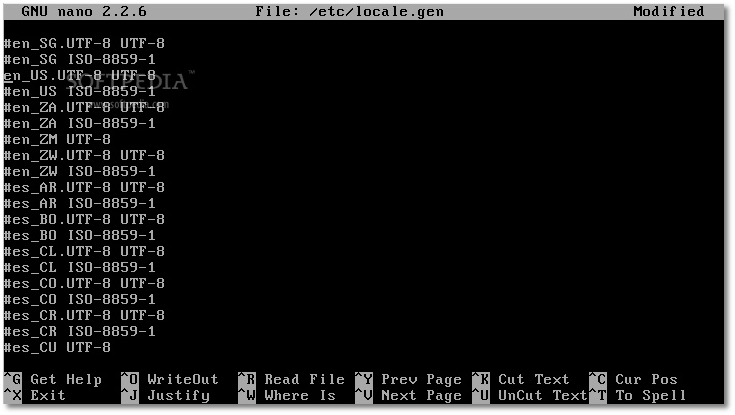 GNU nano 2.2.6 File: /etc/locale.gen Modified
#en_SG.UTF-8 UTF-8
#en_SG ISO-8859-1
en_US.UTF-8 UTF-8
#en_US ISO-8859-1
#en_ZA.UTF-8 UTF-8
#en_ZA ISO-8859-1
#en_ZM UTF-8
#en_ZW.UTF-8 UTF-8
#en_ZW ISO-8859-1
#es_AR.UTF-8 UTF-8
#es_AR ISO-8859-1
#es_BO.UTF-8 UTF-8
#es_BO ISO-8859-1
#es_CL.UTF-8 UTF-8
#es_CL ISO-8859-1
#es_CO.UTF-8 UTF-8
#es_CO ISO-8859-1
#es_CR.UTF-8 UTF-8
#es_CR ISO-8859-1
#es_CU UTF-8
SOFTPEDIA™
www.softpedia.com
^G Get Help ^O WriteOut ^R Read File ^Y Prev Page ^K Cut Text ^C Cur Pos
^X Exit ^J Justify ^W Where Is ^V Next Page ^U UnCut Text ^T To Spell